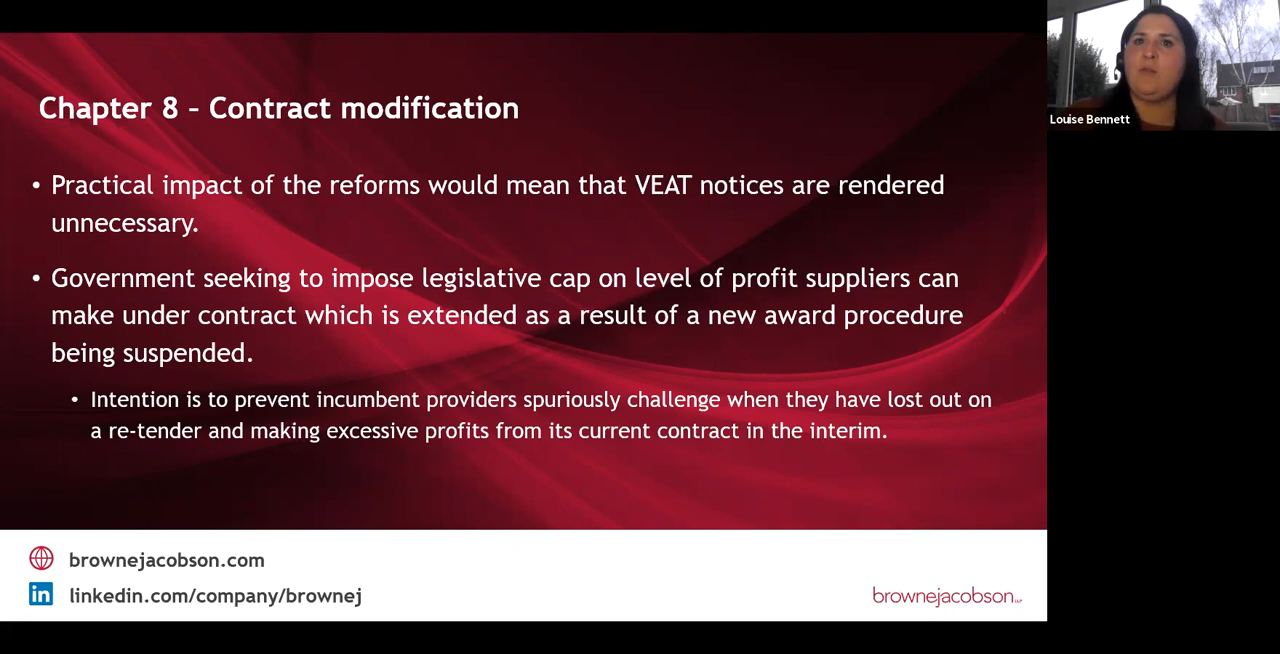 Chapter 8 – Contract modification
• Practical impact of the reforms would mean that VEAT notices are rendered
unnecessary.
• Government seeking to impose legislative cap on level of profit suppliers can
make under contract which is extended as a result of a new award procedure
being suspended.
• Intention is to prevent incumbent providers spuriously challenge when they have lost out on
a re-tender and making excessive profits from its current contract in the interim.
brownejacobson.com
in linkedin.com/company/brownej
brownejacobson LLP
Louise Bennett